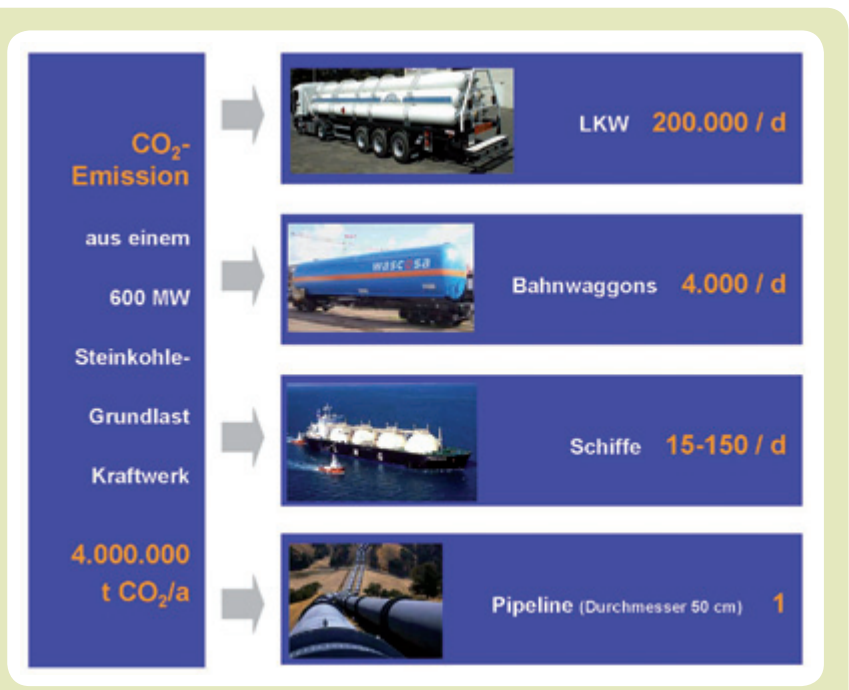 CO₂-
Emission
aus einem
600 MW
Steinkohle-
Grundlast
Kraftwerk
4.000.000
t CO₂/a
LKW 200.000 / d
wascosa
Bahnwaggons 4.000 / d
Schiffe 15-150 / d
Pipeline (Durchmesser 50 cm) 1